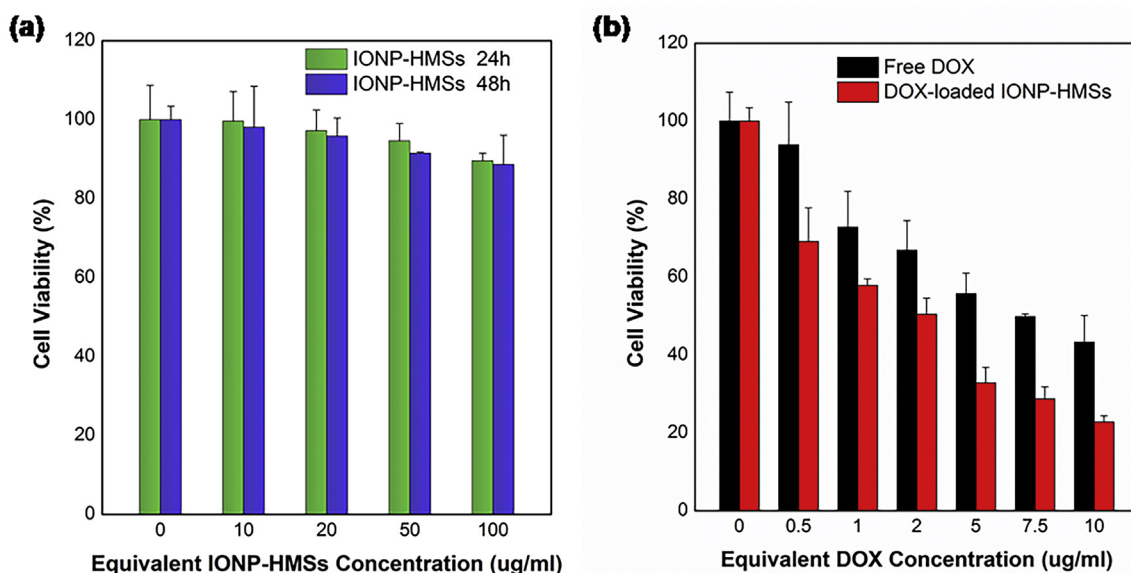 (a)
120
100
80
60
40
20
0
Cell Viability (%)
IONP-HMSs 24h
IONP-HMSs 48h
0 10 20 50 100
Equivalent IONP-HMSs Concentration (ug/ml)
(b)
120
100
80
60
40
20
0
Cell Viability (%)
Free DOX
DOX-loaded IONP-HMSs
0 0.5 1 2 5 7.5 10
Equivalent DOX Concentration (ug/ml)